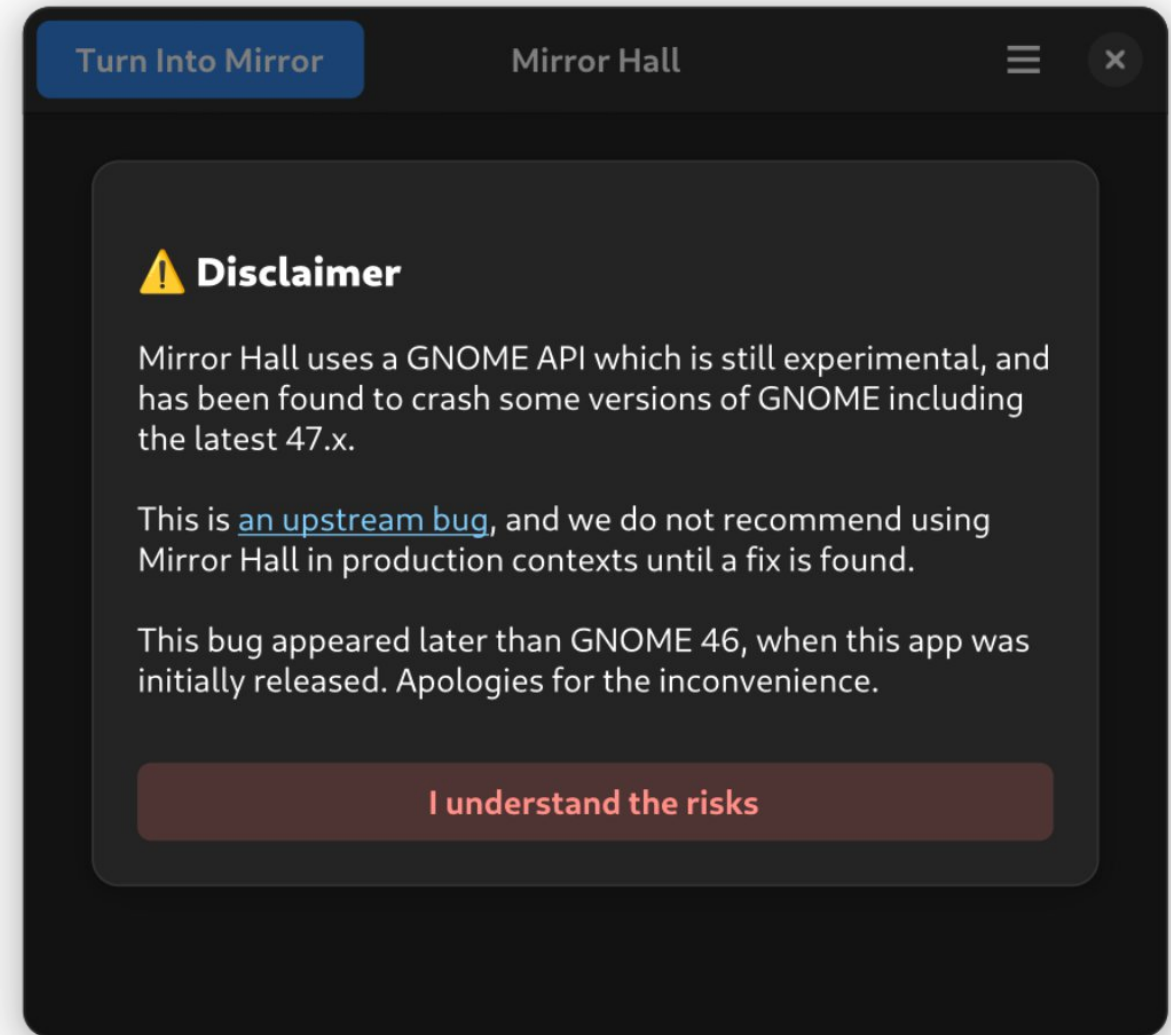 Turn Into Mirror
Mirror Hall
⚠️ Disclaimer
Mirror Hall uses a GNOME API which is still experimental, and
has been found to crash some versions of GNOME including
the latest 47.x.
This is an upstream bug, and we do not recommend using
Mirror Hall in production contexts until a fix is found.
This bug appeared later than GNOME 46, when this app was
initially released. Apologies for the inconvenience.
I understand the risks